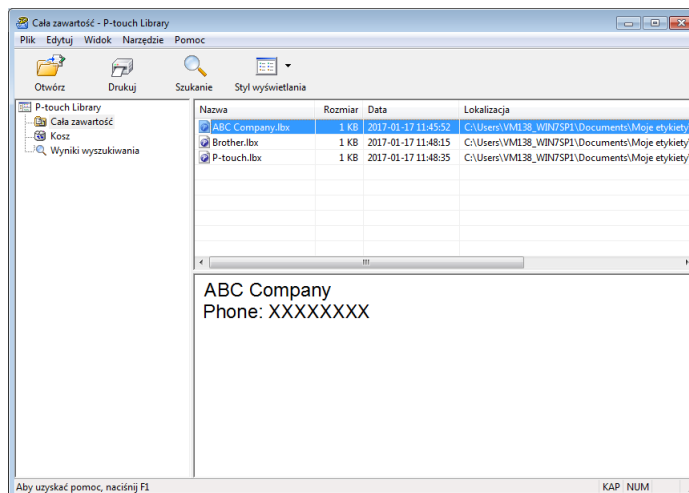 Cała zawartość - P-touch Library
Plik Edytuj Widok Narzędzie Pomoc
Otwórz Drukuj Szukanie Styl wyświetlania
P-touch Library
Cała zawartość
Kosz
Wyniki wyszukiwania
Nazwa Rozmiar Data Lokalizacja
ABC Company.lbx 1 KB 2017-01-17 11:45:52 C:\Users\VM138_WIN7SP1\Documents\Moje etykiety\
Brother.lbx 1 KB 2017-01-17 11:48:15 C:\Users\VM138_WIN7SP1\Documents\Moje etykiety\
P-touch.lbx 1 KB 2017-01-17 11:48:35 C:\Users\VM138_WIN7SP1\Documents\Moje etykiety\
ABC Company
Phone: XXXXXXXX
Aby uzyskać pomoc, naciśnij F1 KAP NUM